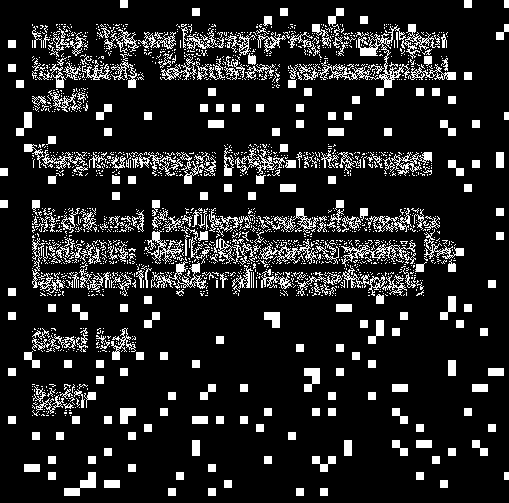 Hello. We are looking for highly intelligent
individuals. To find them, we have devised
a test.
There is a message hidden in this image.
Find it, and it will lead you on the road to
finding us. We look forward to meeting the
few that will make it all the way through.
Good luck.
3301